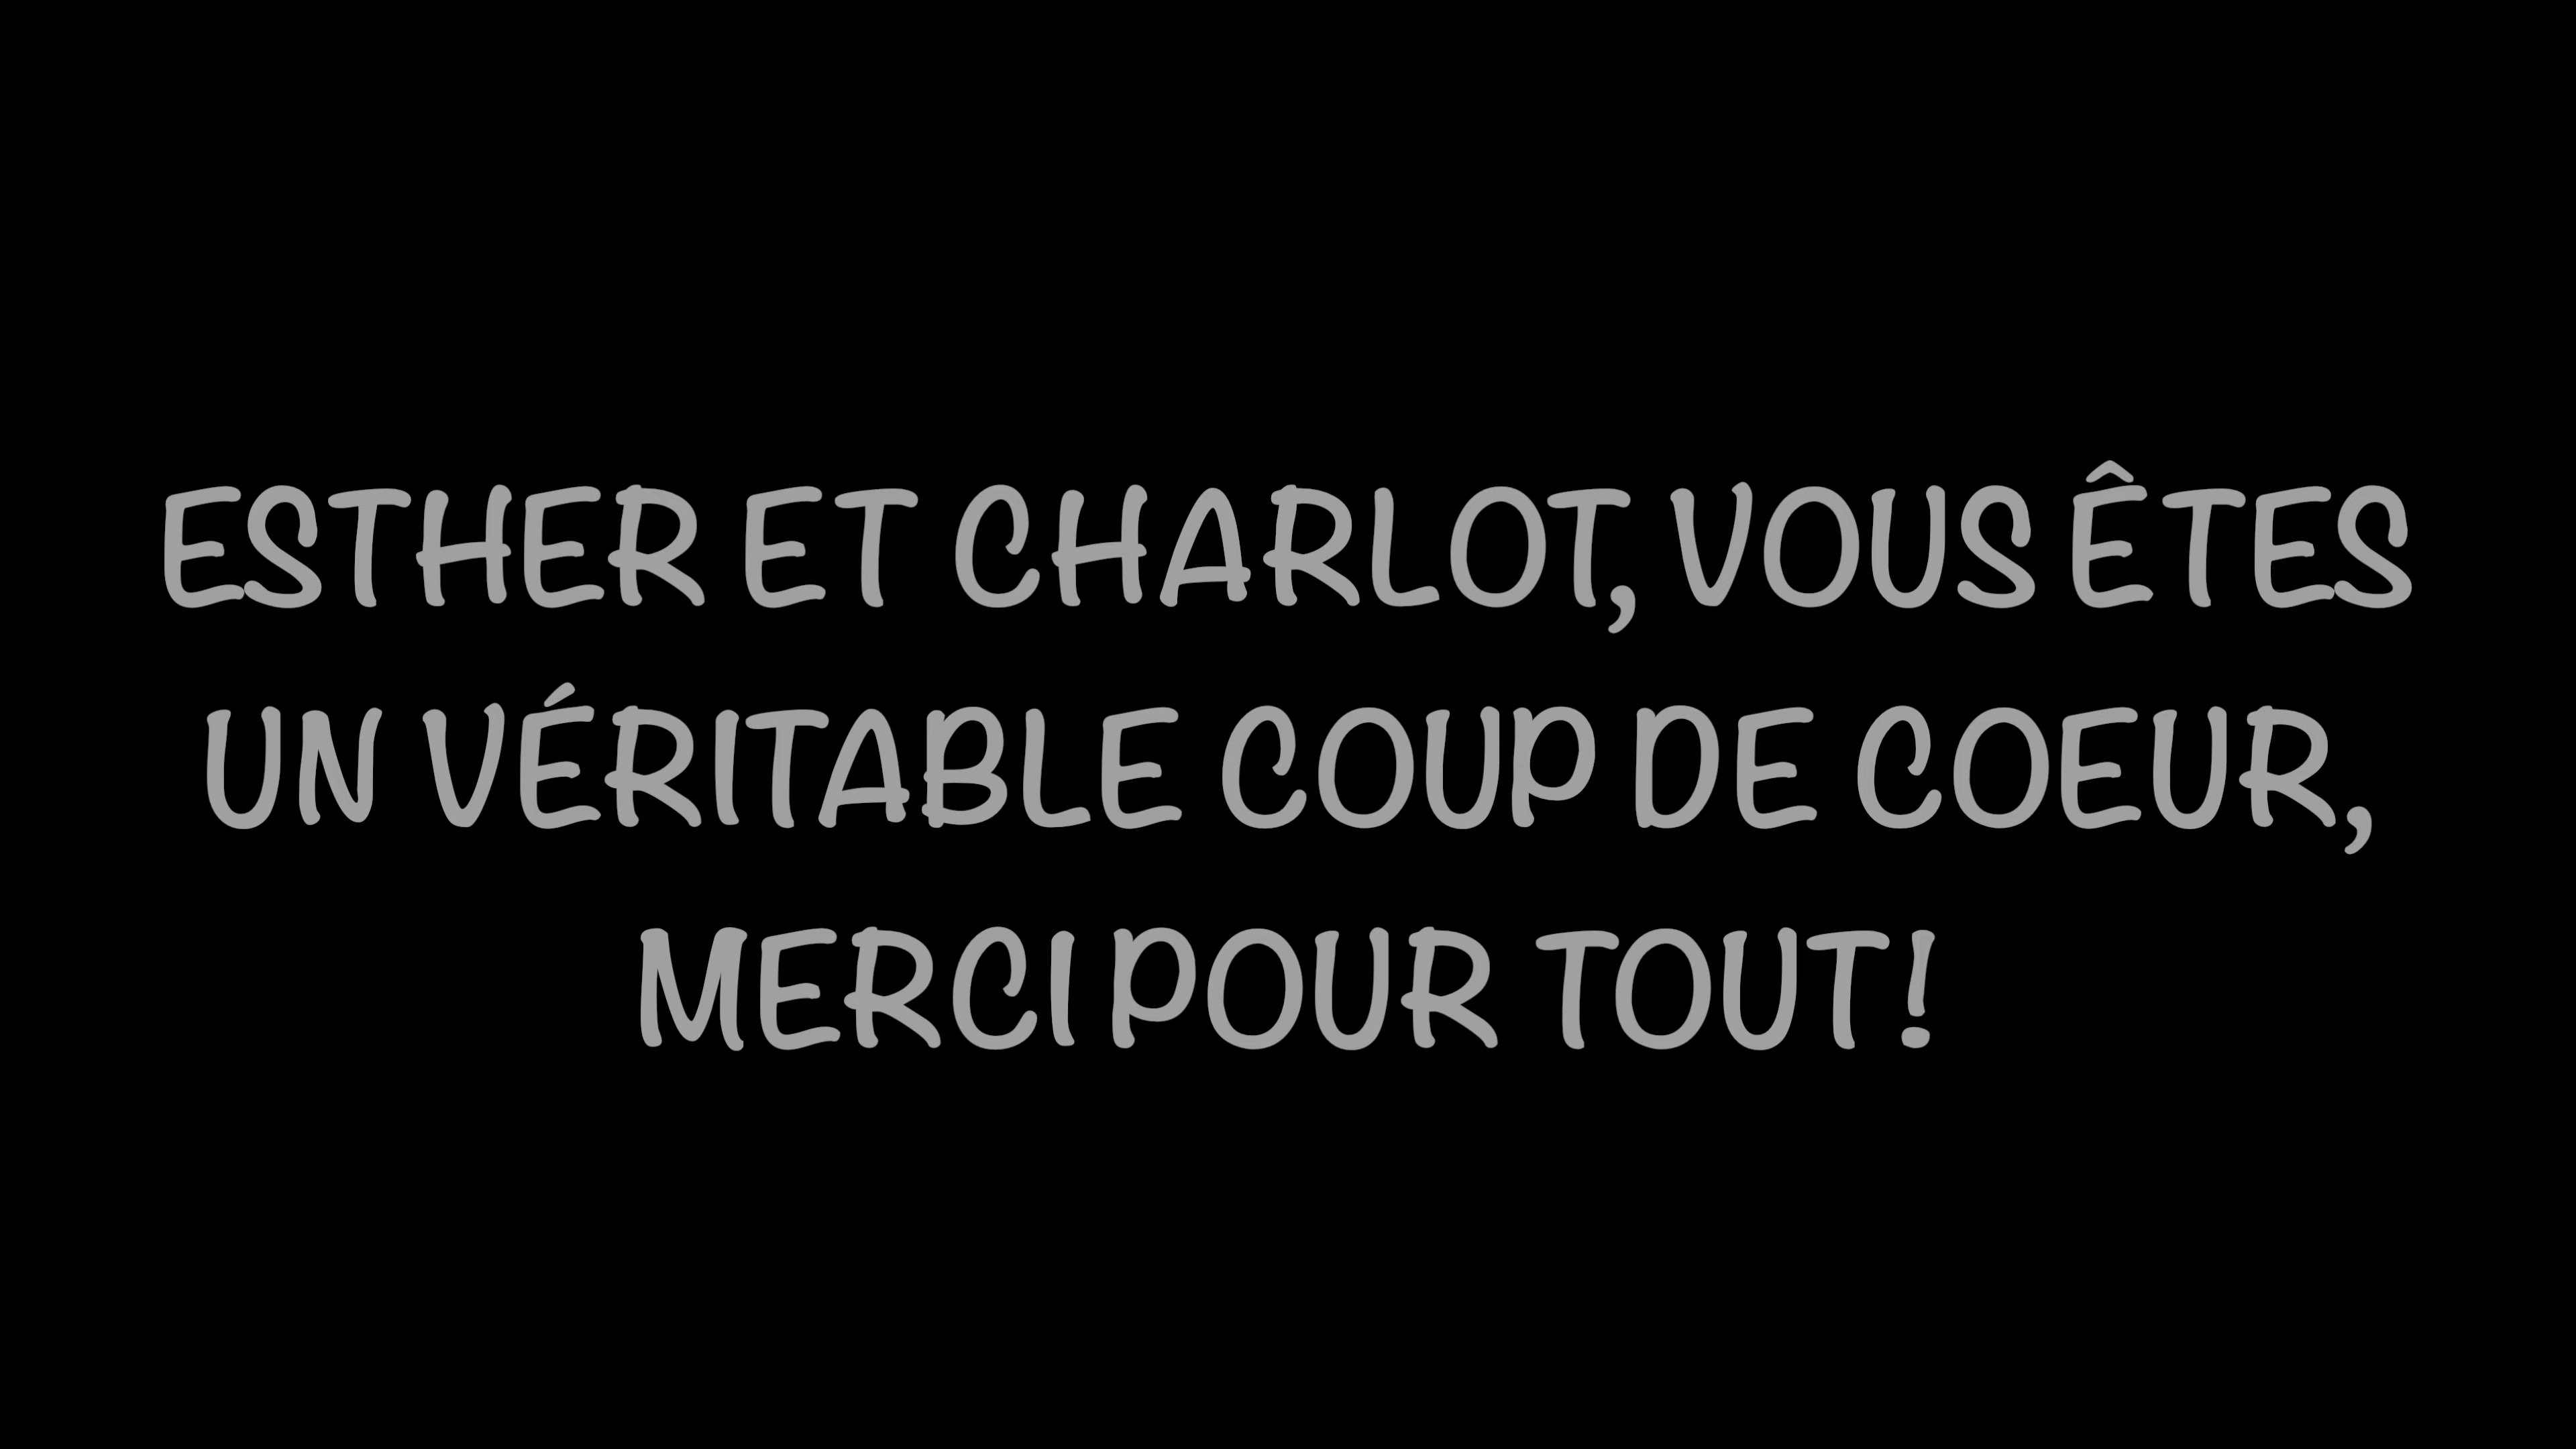 ESTHER ET CHARLOT, VOUS ÊTES
UN VÉRITABLE COUP DE COEUR,
MERCI POUR TOUT !